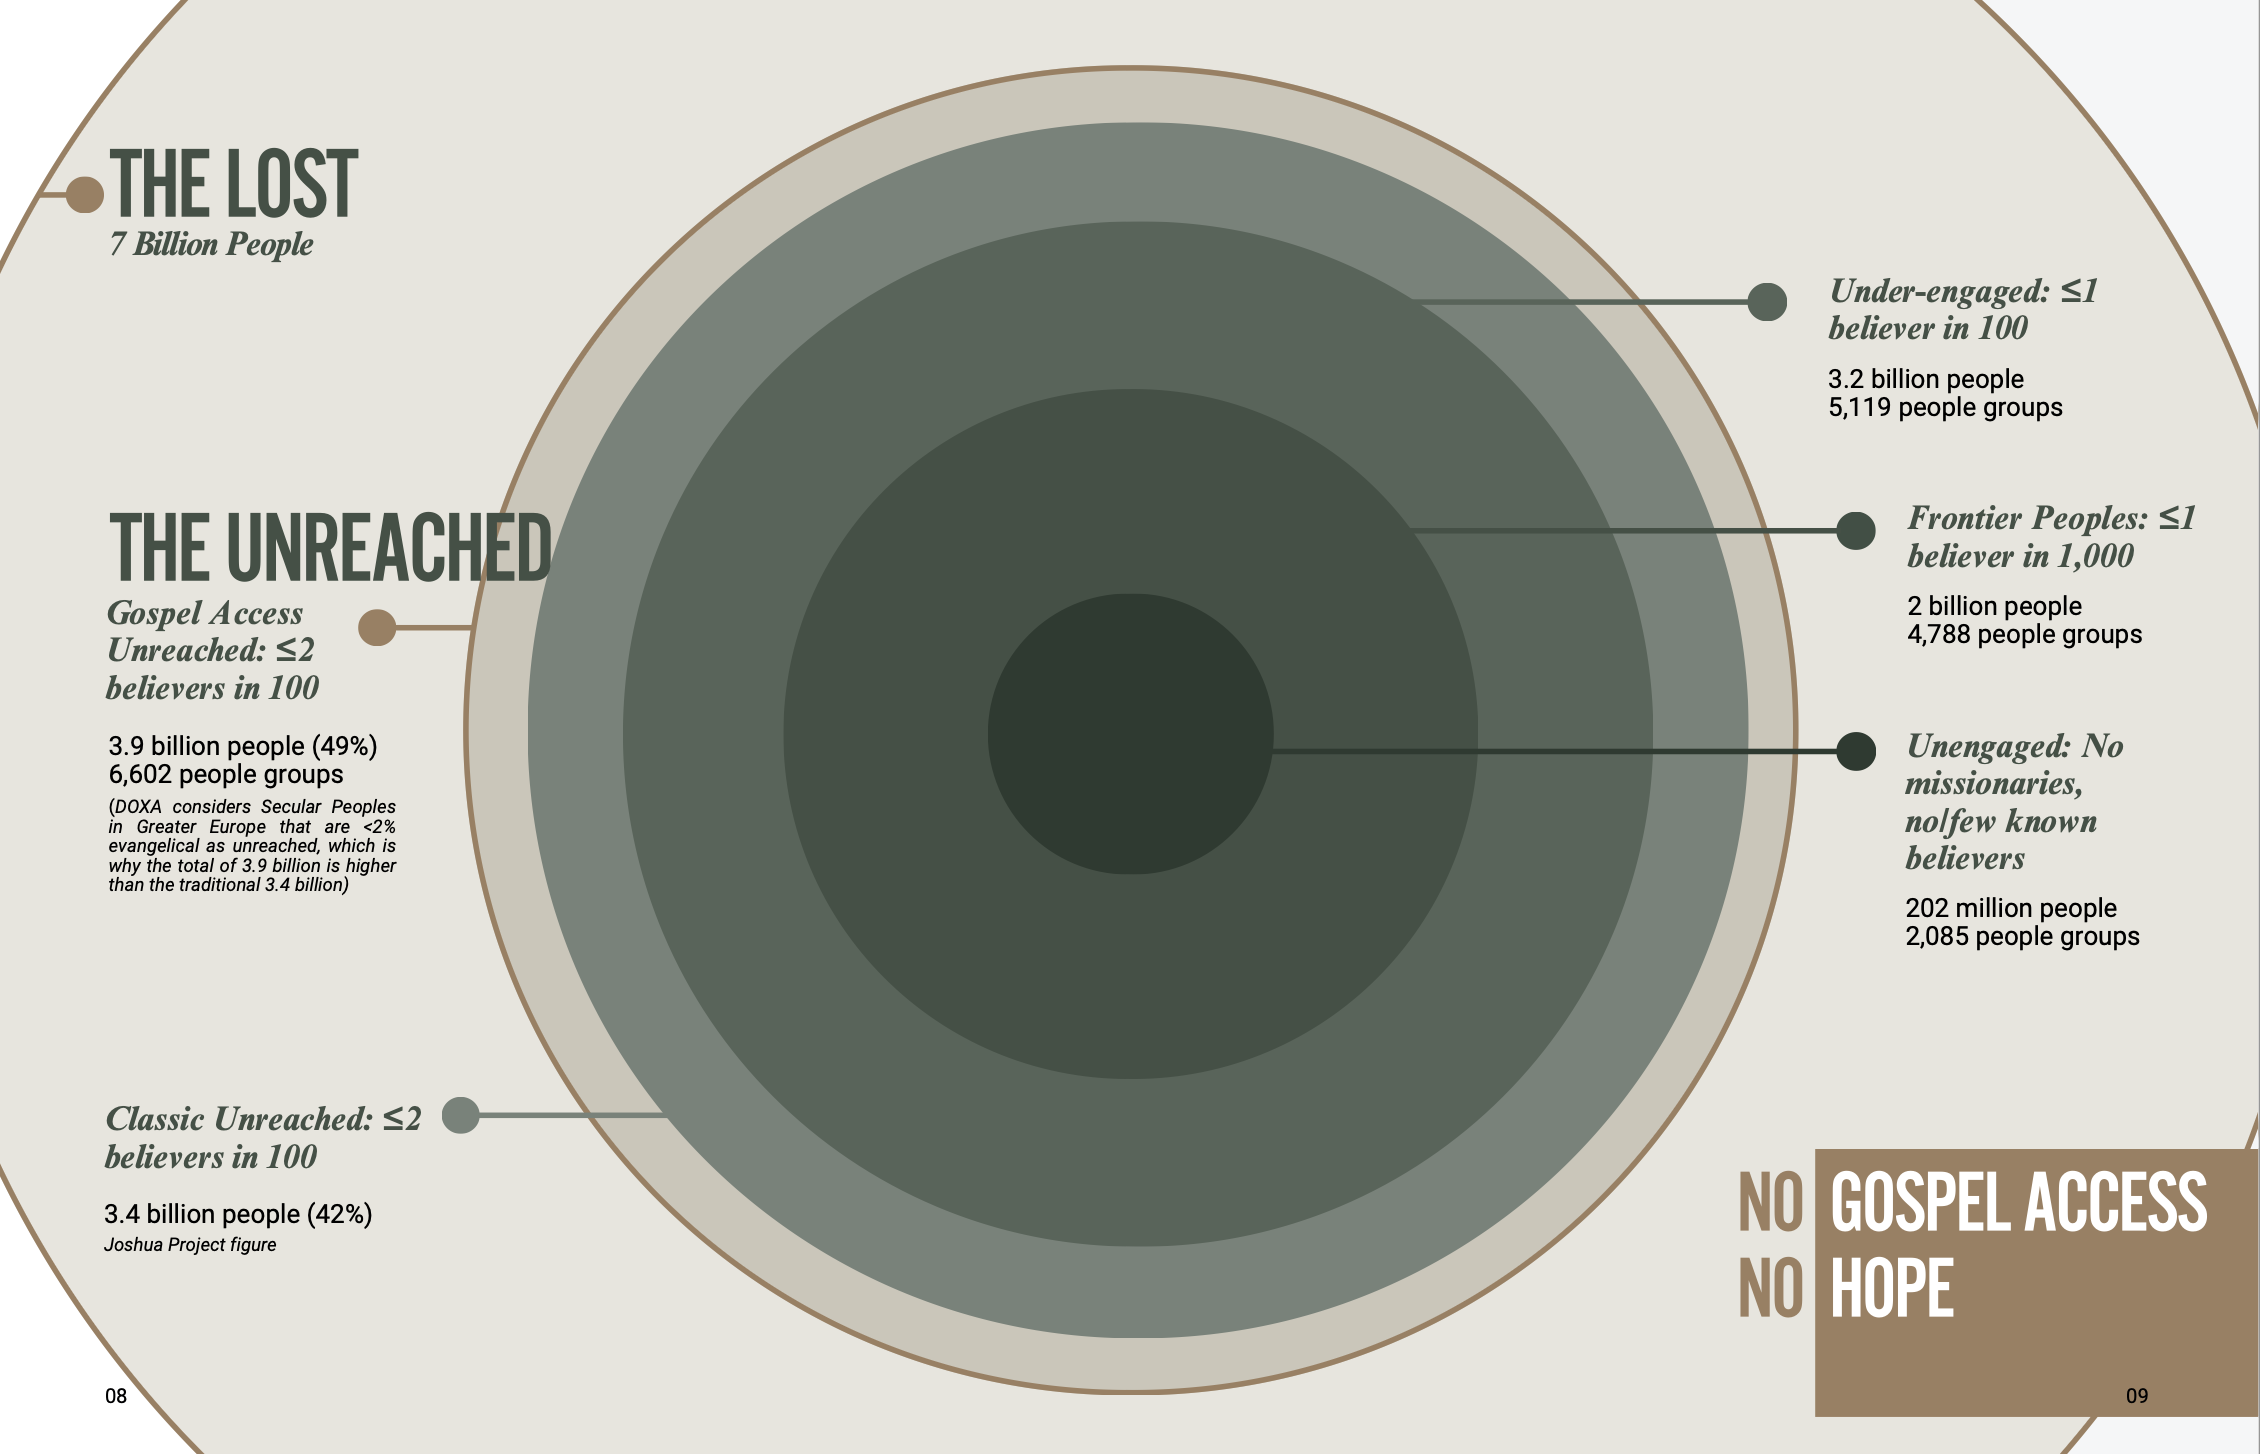 THE LOST
7 Billion People
THE UNREACHED
Gospel Access
Unreached: ≤2
believers in 100
3.9 billion people (49%)
6,602 people groups
(DOXA considers Secular Peoples
in Greater Europe that are <2%
evangelical as unreached, which is
why the total of 3.9 billion is higher
than the traditional 3.4 billion)
Classic Unreached: ≤2
believers in 100
3.4 billion people (42%)
Joshua Project figure
08
Under-engaged: ≤1
believer in 100
3.2 billion people
5,119 people groups
Frontier Peoples: ≤1
believer in 1,000
2 billion people
4,788 people groups
Unengaged: No
missionaries,
no/few known
believers
202 million people
2,085 people groups
NO GOSPEL ACCESS
NO HOPE
09